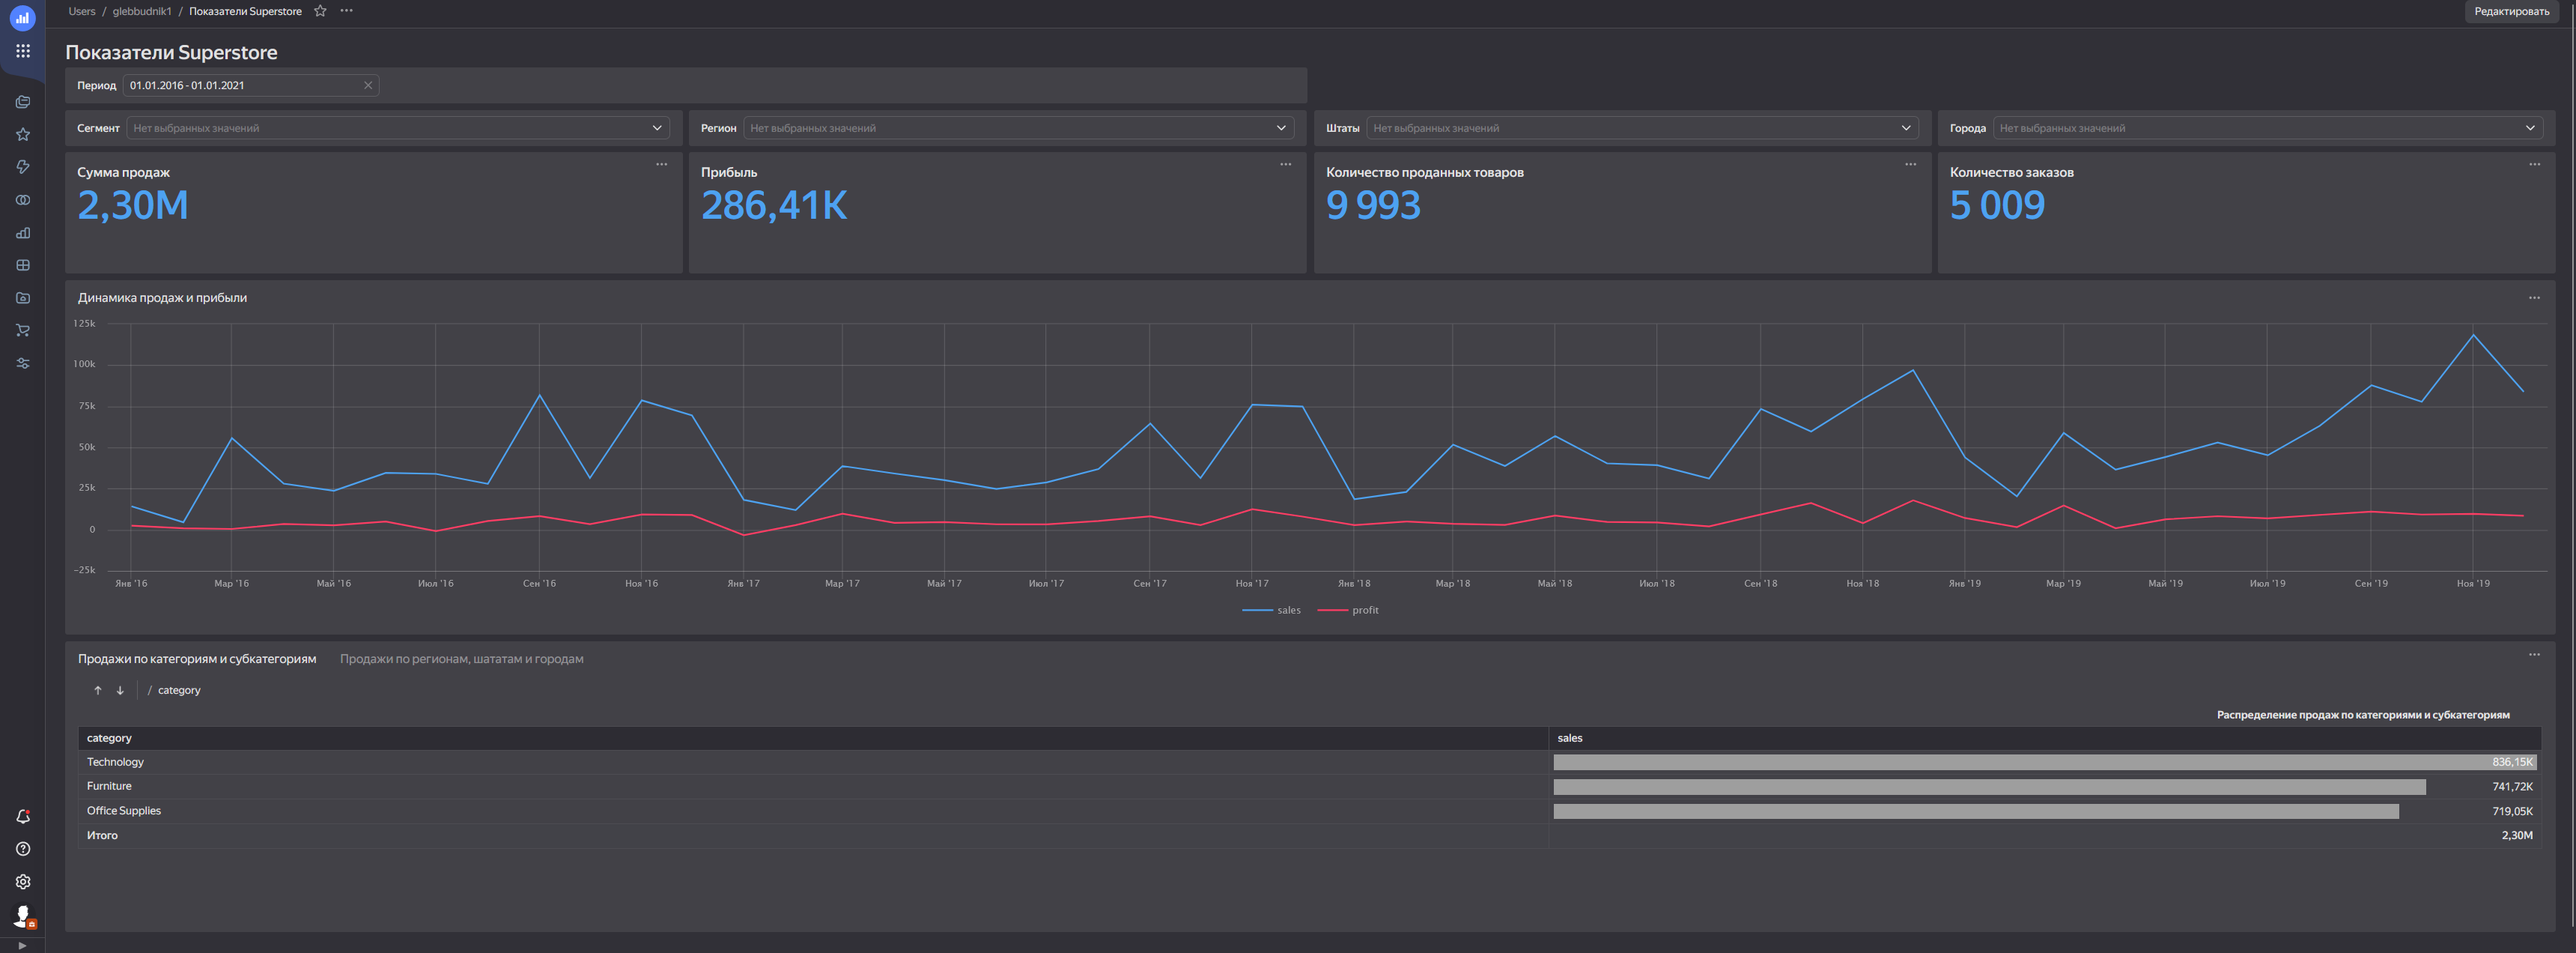 Users / glebbudnik1 / Показатели Superstore
Редактировать
Показатели Superstore
Период 01.01.2016 - 01.01.2021
Сегмент Нет выбранных значений
Регион Нет выбранных значений
Штаты Нет выбранных значений
Города Нет выбранных значений
Сумма продаж
2,30M
Прибыль
286,41K
Количество проданных товаров
9 993
Количество заказов
5 009
Динамика продаж и прибыли
125k
100k
75k
50k
25k
0
−25k
Янв '16 Мар '16 Май '16 Июл '16 Сен '16 Ноя '16 Янв '17 Мар '17 Май '17 Июл '17 Сен '17 Ноя '17 Янв '18 Мар '18 Май '18 Июл '18 Сен '18 Ноя '18 Янв '19 Мар '19 Май '19 Июл '19 Сен '19 Ноя '19
sales profit
Продажи по категориям и субкатегориям Продажи по регионам, шататам и городам
/ category
Распределение продаж по категориями и субкатегориям
category sales
Technology 836,15K
Furniture 741,72K
Office Supplies 719,05K
Итого 2,30M